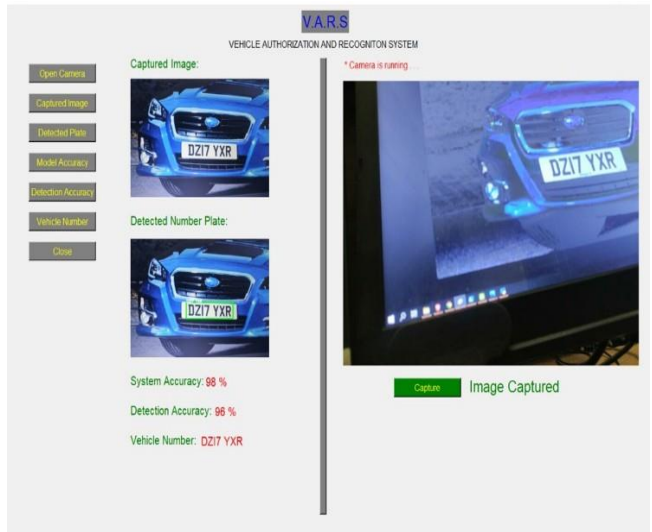 V.A.R.S
VEHICLE AUTHORIZATION AND RECOGNITON SYSTEM
Open Camera
Captured Image
Detected Plate
Model Accuracy
Detection Accuracy
Vehicle Number
Close
Captured Image:
DZ17 YXR
Detected Number Plate:
DZ17 YXR
System Accuracy: 98 %
Detection Accuracy: 96 %
Vehicle Number: DZI7 YXR
* Camera is running.....
DZ17 YXR
Capture
Image Captured